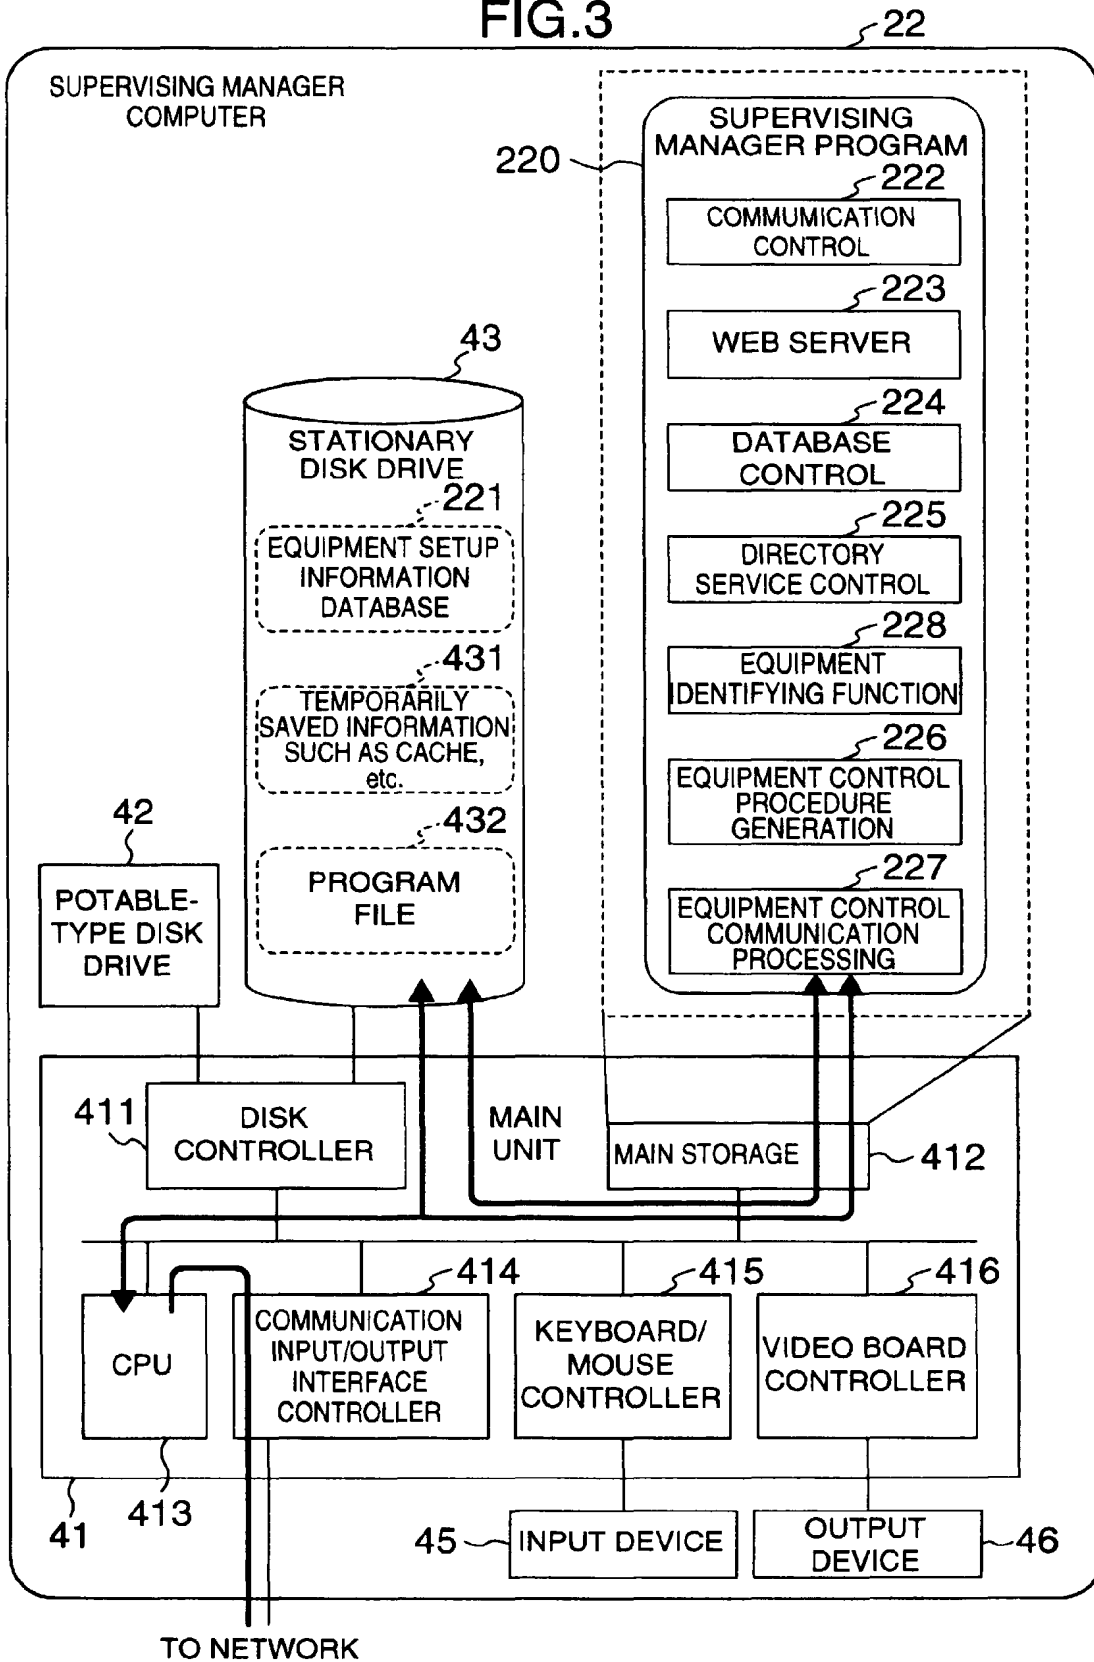 FIG.3
22
SUPERVISING MANAGER
COMPUTER
SUPERVISING
MANAGER PROGRAM
220
222
COMMUMICATION
CONTROL
223
WEB SERVER
224
DATABASE
CONTROL
225
DIRECTORY
SERVICE CONTROL
228
EQUIPMENT
IDENTIFYING FUNCTION
226
EQUIPMENT CONTROL
PROCEDURE
GENERATION
227
EQUIPMENT CONTROL
COMMUNICATION
PROCESSING
43
STATIONARY
DISK DRIVE
221
EQUIPMENT SETUP
INFORMATION
DATABASE
431
TEMPORARILY
SAVED INFORMATION
SUCH AS CACHE,
etc.
432
PROGRAM
FILE
42
POTABLE-
TYPE DISK
DRIVE
411
DISK
CONTROLLER
MAIN
UNIT
MAIN STORAGE
412
414
415
416
CPU
COMMUNICATION
INPUT/OUTPUT
INTERFACE
CONTROLLER
KEYBOARD/
MOUSE
CONTROLLER
VIDEO BOARD
CONTROLLER
41
413
45
INPUT DEVICE
OUTPUT
DEVICE
46
TO NETWORK